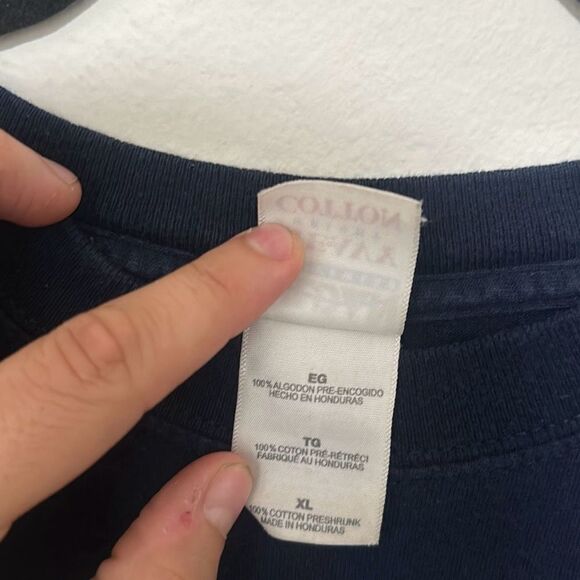 COTTON
EG
100% ALGODON PRE-ENCOGIDO
HECHO EN HONDURAS
TG
100% COTON PRÉ-RÉTRÉCI
FABRIQUÉ AU HONDURAS
XL
100% COTTON PRESHRUNK
MADE IN HONDURAS